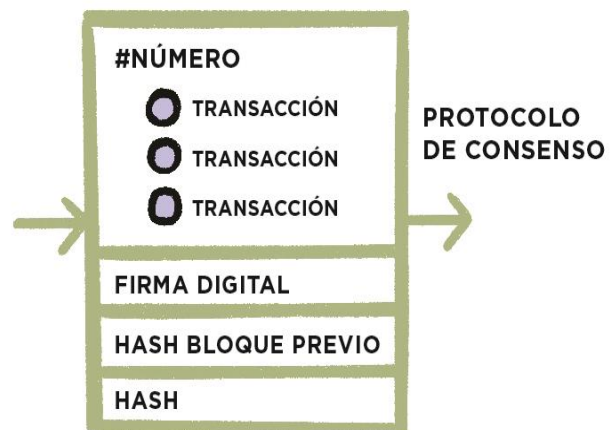 #NÚMERO
TRANSACCIÓN
TRANSACCIÓN
TRANSACCIÓN
PROTOCOLO
DE CONSENSO
FIRMA DIGITAL
HASH BLOQUE PREVIO
HASH